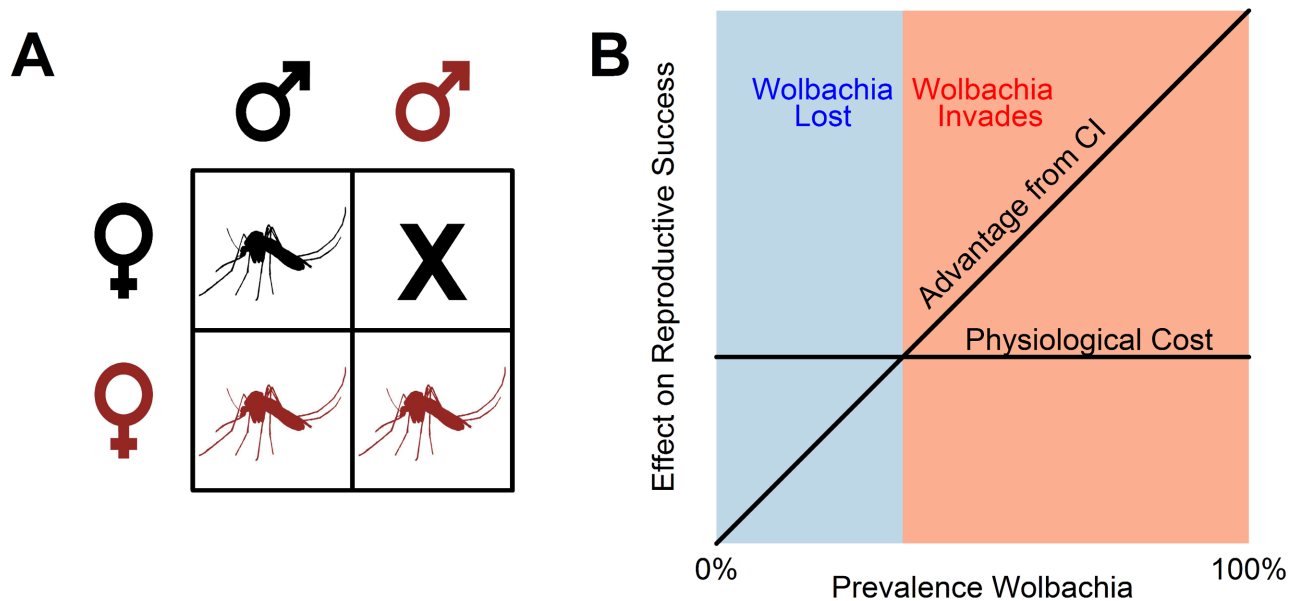 A
X
B
Effect on Reproductive Success
Wolbachia
Lost
Wolbachia
Invades
Advantage from CI
Physiological Cost
0%
100%
Prevalence Wolbachia